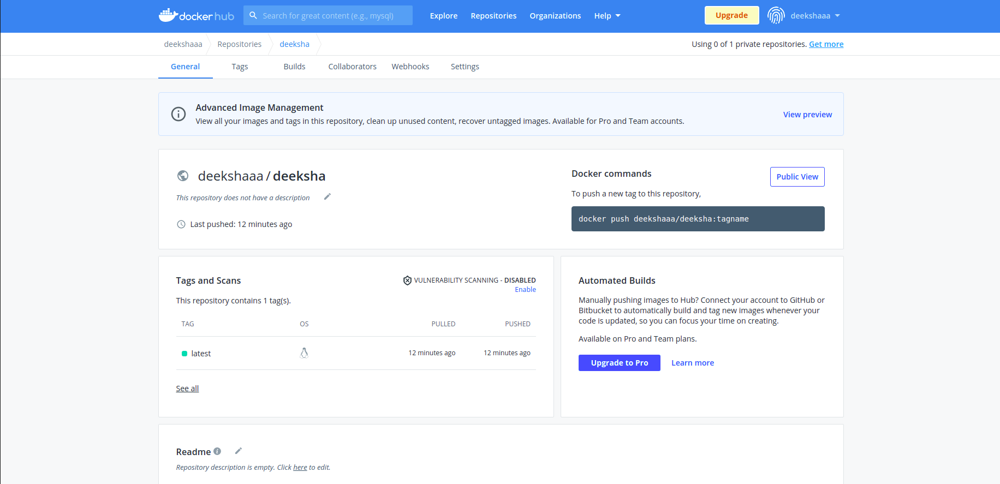 docker hub
Search for great content (e.g., mysql)
Explore
Repositories
Organizations
Help
Upgrade
deekshaaa
deekshaaa
Repositories
deeksha
Using 0 of 1 private repositories. Get more
General
Tags
Builds
Collaborators
Webhooks
Settings
Advanced Image Management
View all your images and tags in this repository, clean up unused content, recover untagged images. Available for Pro and Team accounts.
View preview
deekshaaa / deeksha
This repository does not have a description
Last pushed: 12 minutes ago
Docker commands
Public View
To push a new tag to this repository,
docker push deekshaaa/deeksha:tagname
Tags and Scans
VULNERABILITY SCANNING - DISABLED
Enable
This repository contains 1 tag(s).
TAG
OS
PULLED
PUSHED
latest
12 minutes ago
12 minutes ago
See all
Automated Builds
Manually pushing images to Hub? Connect your account to GitHub or
Bitbucket to automatically build and tag new images whenever your
code is updated, so you can focus your time on creating.
Available on Pro and Team plans.
Upgrade to Pro
Learn more
Readme
Repository description is empty. Click here to edit.